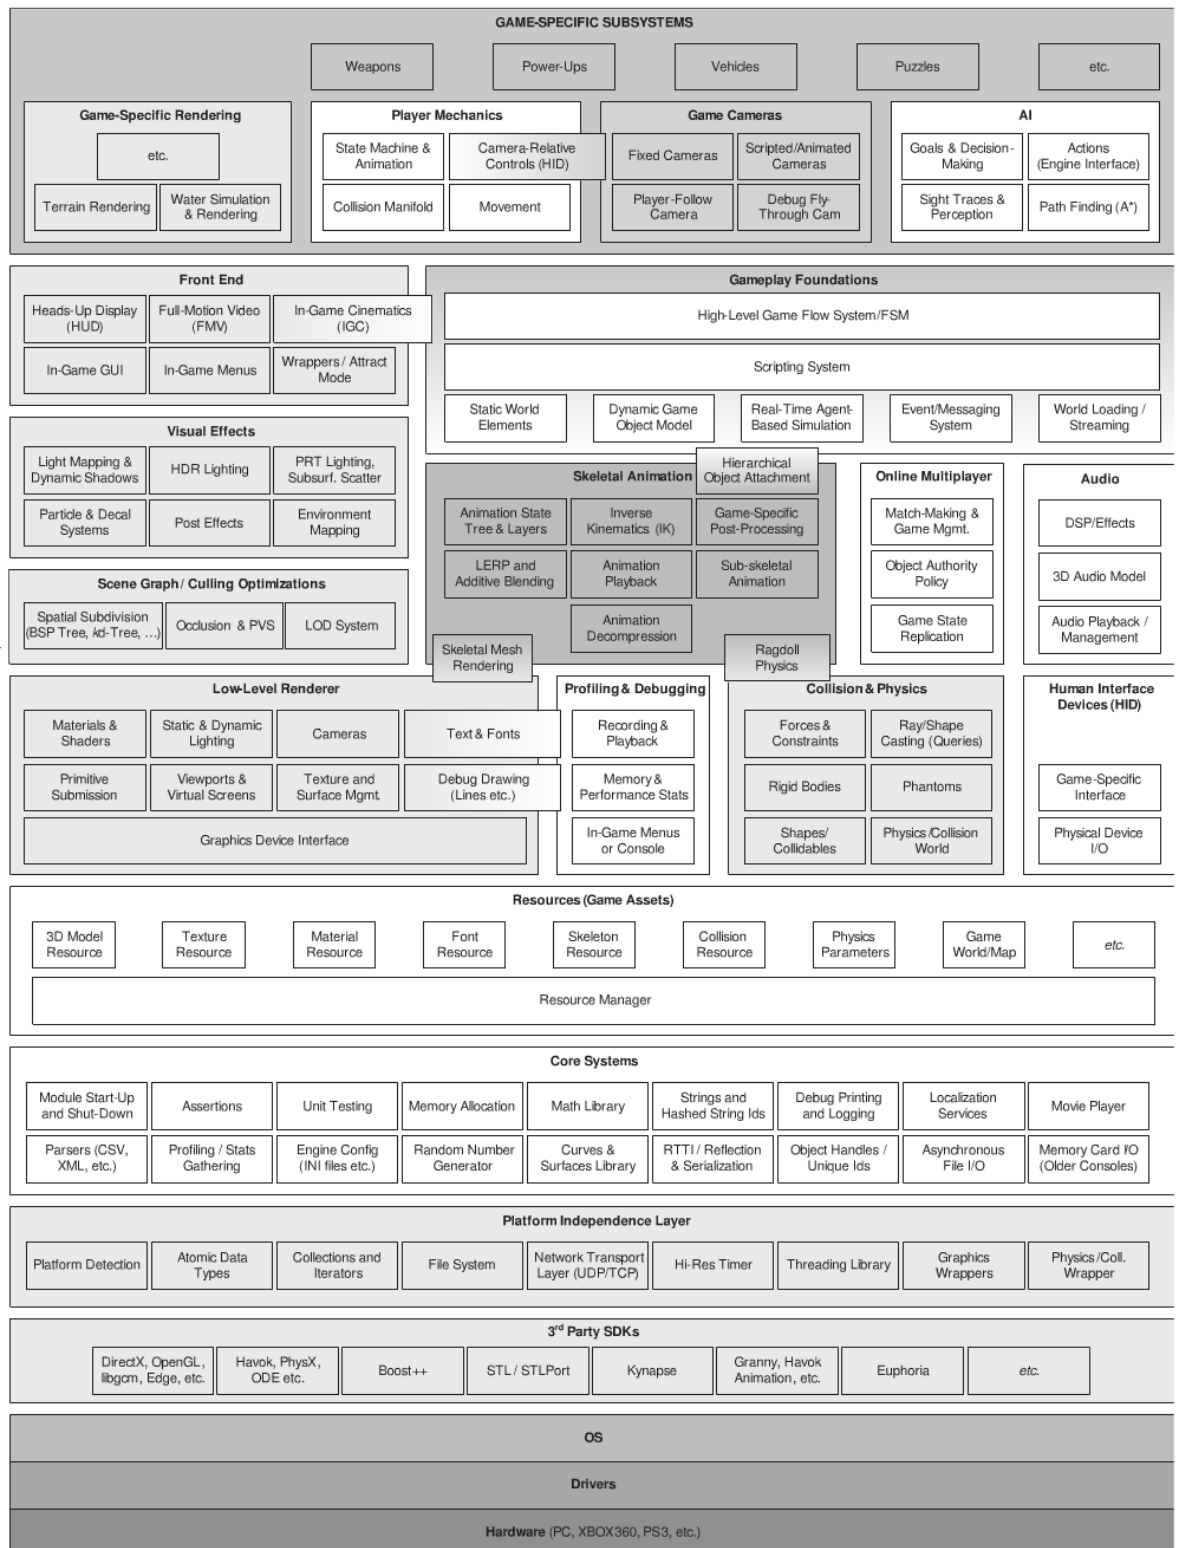 GAME-SPECIFIC SUBSYSTEMS
Weapons
Power-Ups
Vehicles
Puzzles
etc.
Game-Specific Rendering
etc.
Terrain Rendering
Water Simulation
& Rendering
Player Mechanics
State Machine &
Animation
Camera-Relative
Controls (HID)
Collision Manifold
Movement
Game Cameras
Fixed Cameras
Scripted/Animated
Cameras
Player-Follow
Camera
Debug Fly-
Through Cam
AI
Goals & Decision-
Making
Actions
(Engine Interface)
Sight Traces &
Perception
Path Finding (A*)
Front End
Heads-Up Display
(HUD)
Full-Motion Video
(FMV)
In-Game Cinematics
(IGC)
In-Game GUI
In-Game Menus
Wrappers / Attract
Mode
Gameplay Foundations
High-Level Game Flow System/FSM
Scripting System
Static World
Elements
Dynamic Game
Object Model
Real-Time Agent-
Based Simulation
Event/Messaging
System
World Loading /
Streaming
Visual Effects
Light Mapping &
Dynamic Shadows
HDR Lighting
PRT Lighting,
Subsurf. Scatter
Particle & Decal
Systems
Post Effects
Environment
Mapping
Skeletal Animation
Hierarchical
Object Attachment
Animation State
Tree & Layers
Inverse
Kinematics (IK)
Game-Specific
Post-Processing
LERP and
Additive Blending
Animation
Playback
Sub-skeletal
Animation
Animation
Decompression
Skeletal Mesh
Rendering
Ragdoll
Physics
Online Multiplayer
Match-Making &
Game Mgmt.
Object Authority
Policy
Game State
Replication
Audio
DSP/Effects
3D Audio Model
Audio Playback /
Management
Scene Graph / Culling Optimizations
Spatial Subdivision
(BSP Tree, kd-Tree, …)
Occlusion & PVS
LOD System
Low-Level Renderer
Materials &
Shaders
Static & Dynamic
Lighting
Cameras
Text & Fonts
Primitive
Submission
Viewports &
Virtual Screens
Texture and
Surface Mgmt.
Debug Drawing
(Lines etc.)
Graphics Device Interface
Profiling & Debugging
Recording &
Playback
Memory &
Performance Stats
In-Game Menus
or Console
Collision & Physics
Forces &
Constraints
Ray/Shape
Casting (Queries)
Rigid Bodies
Phantoms
Shapes/
Collidables
Physics/Collision
World
Human Interface
Devices (HID)
Game-Specific
Interface
Physical Device
I/O
Resources (Game Assets)
3D Model
Resource
Texture
Resource
Material
Resource
Font
Resource
Skeleton
Resource
Collision
Resource
Physics
Parameters
Game
World/Map
etc.
Resource Manager
Core Systems
Module Start-Up
and Shut-Down
Assertions
Unit Testing
Memory Allocation
Math Library
Strings and
Hashed String Ids
Debug Printing
and Logging
Localization
Services
Movie Player
Parsers (CSV,
XML, etc.)
Profiling / Stats
Gathering
Engine Config
(INI files etc.)
Random Number
Generator
Curves &
Surfaces Library
RTTI / Reflection
& Serialization
Object Handles /
Unique Ids
Asynchronous
File I/O
Memory Card I/O
(Older Consoles)
Platform Independence Layer
Platform Detection
Atomic Data
Types
Collections and
Iterators
File System
Network Transport
Layer (UDP/TCP)
Hi-Res Timer
Threading Library
Graphics
Wrappers
Physics/Coll.
Wrapper
3rd Party SDKs
DirectX, OpenGL,
libgcm, Edge, etc.
Havok, PhysX,
ODE etc.
Boost++
STL / STLPort
Kynapse
Granny, Havok
Animation, etc.
Euphoria
etc.
OS
Drivers
Hardware (PC, XBOX360, PS3, etc.)